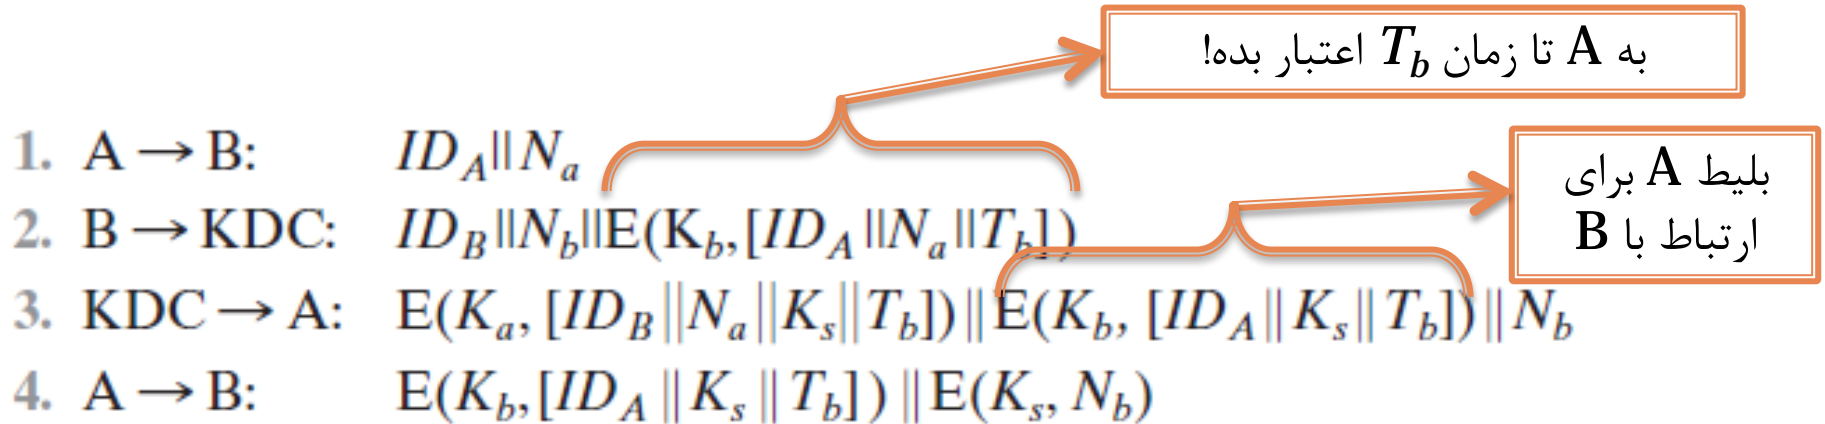 به A تا زمان T_b اعتبار بده!
بلیط A برای
ارتباط با B
1. A → B: ID_A||N_a
2. B → KDC: ID_B||N_b||E(K_b, [ID_A||N_a||T_b])
3. KDC → A: E(K_a, [ID_B||N_a||K_s||T_b])||E(K_b, [ID_A||K_s||T_b])||N_b
4. A → B: E(K_b, [ID_A||K_s||T_b])||E(K_s, N_b)